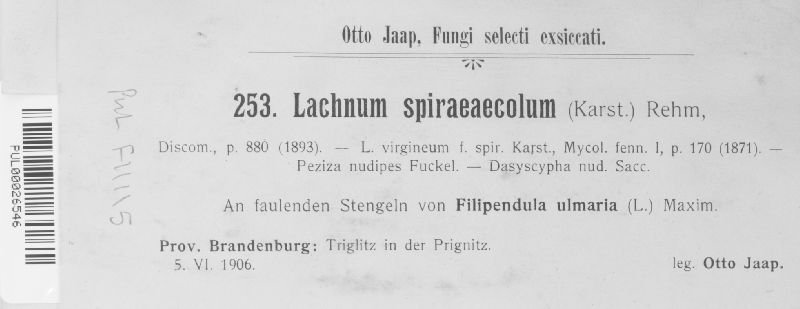 Otto Jaap, Fungi selecti exsiccati.
253. Lachnum spiraeaecolum (Karst.) Rehm,
Discom., p. 880 (1893). — L. virgineum f. spir. Karst., Mycol. fenn. I, p. 170 (1871). —
Peziza nudipes Fuckel. — Dasyscypha nud. Sacc.
An faulenden Stengeln von Filipendula ulmaria (L.) Maxim.
Prov. Brandenburg: Triglitz in der Prignitz.
5. VI. 1906.
leg. Otto Jaap.
PUL00026546